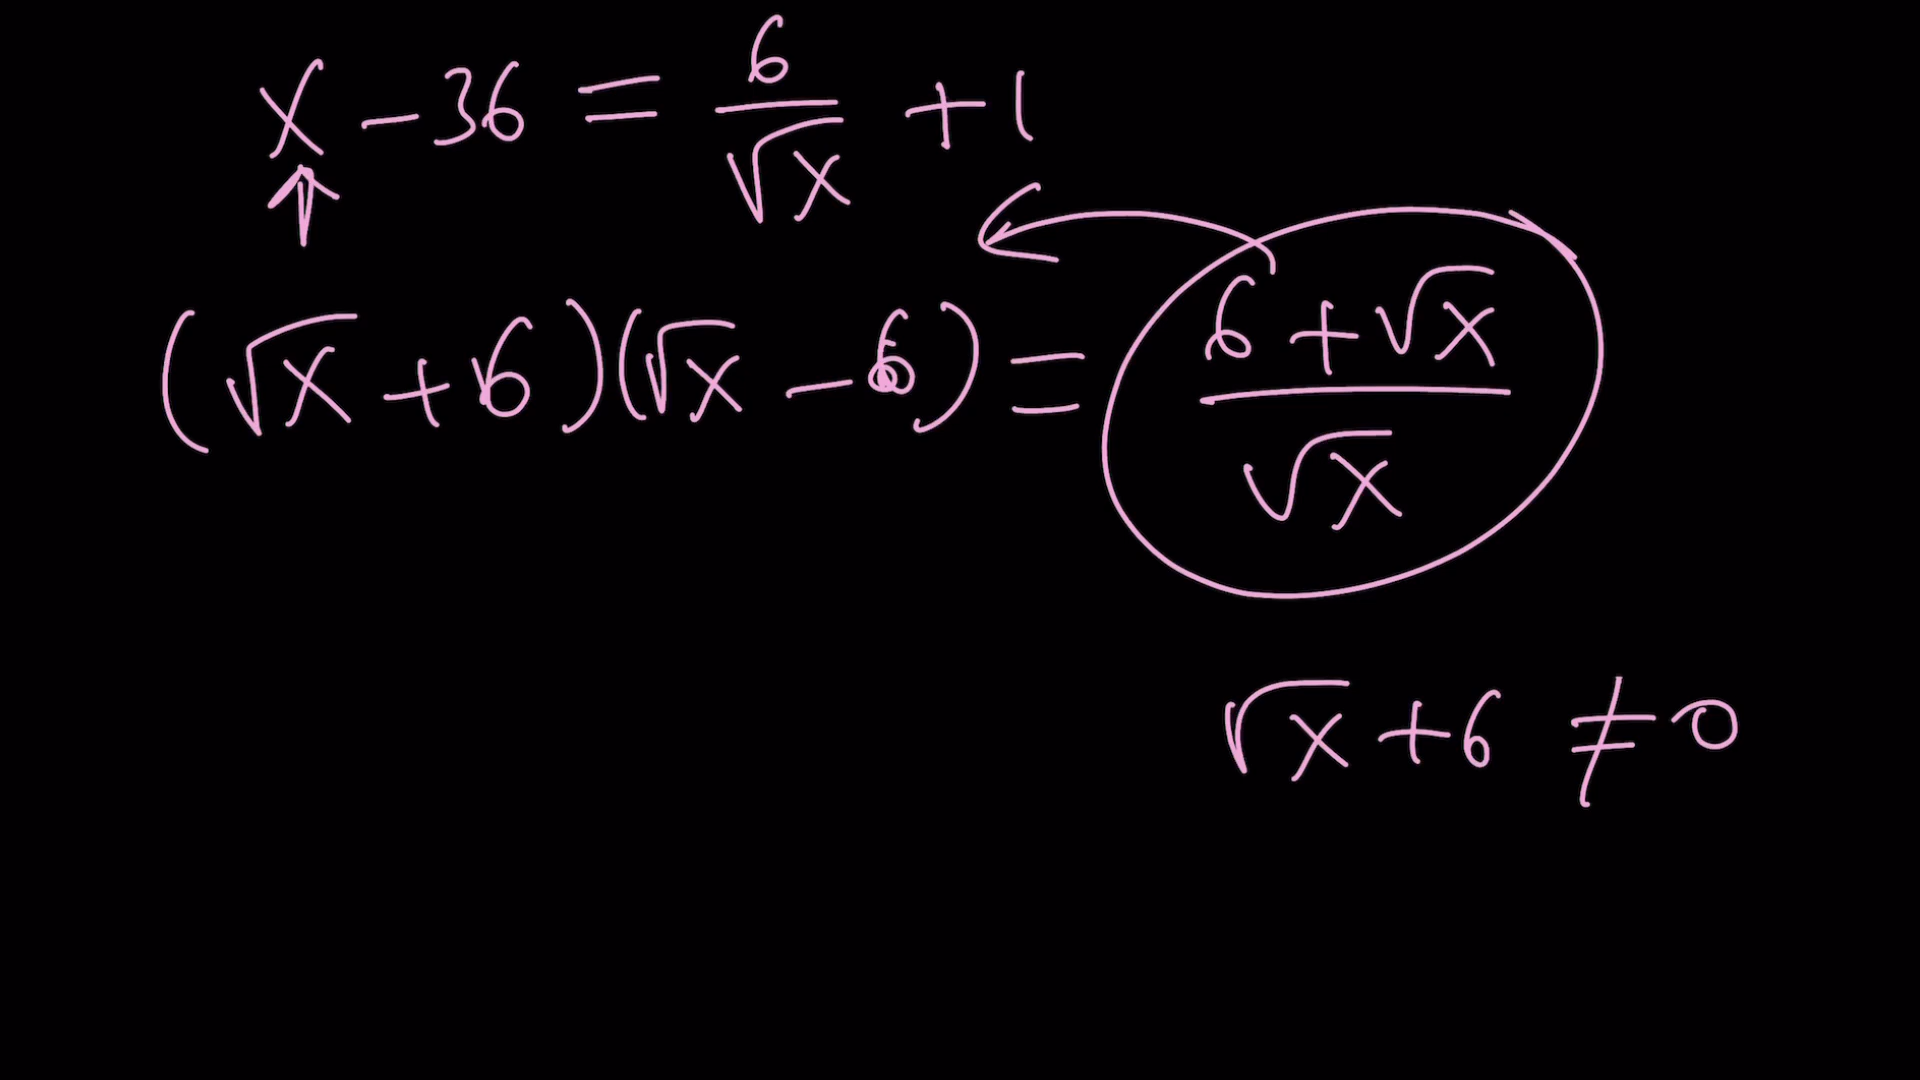 x - 36 = 6/√x + 1
(√x + 6)(√x - 6) = (6 + √x)/√x
√x + 6 ≠ 0